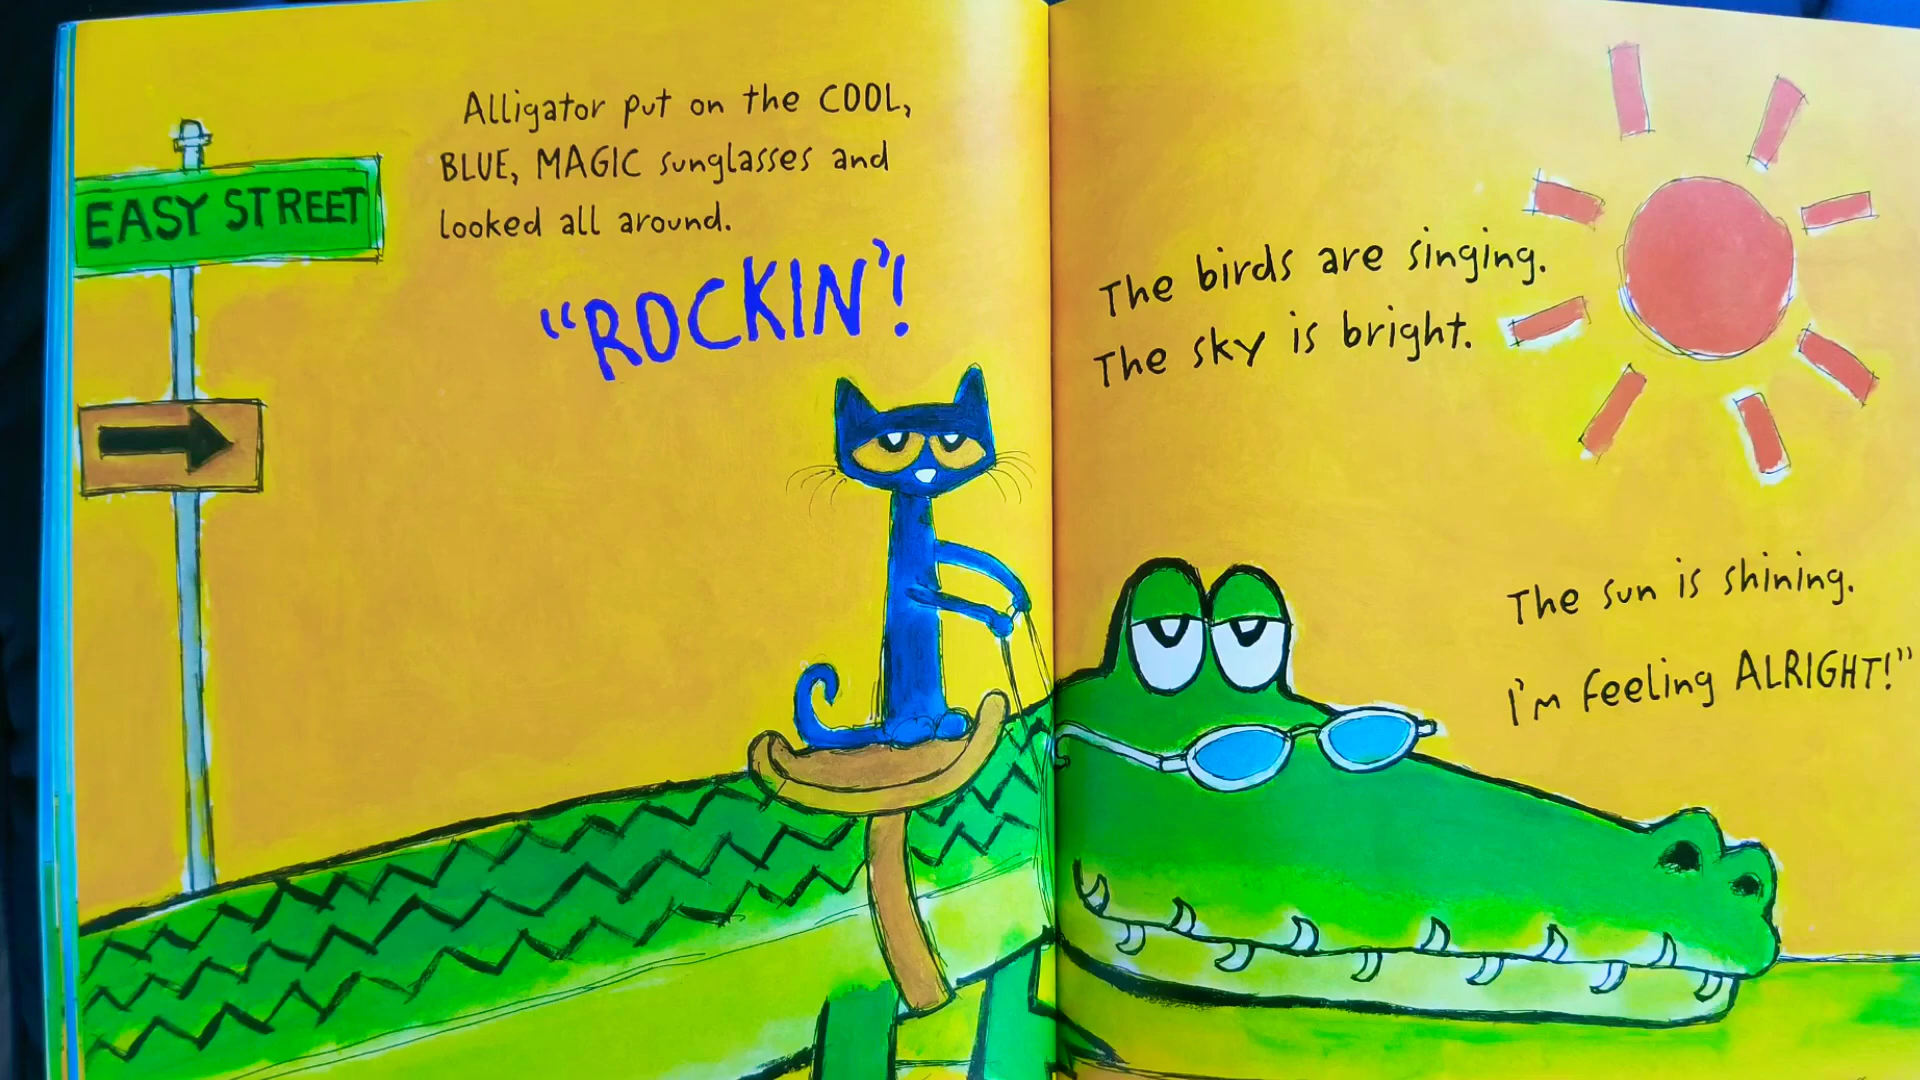 EASY STREET
Alligator put on the COOL,
BLUE, MAGIC sunglasses and
looked all around.
“ROCKIN’!
The birds are singing.
The sky is bright.
The sun is shining.
I'm feeling ALRIGHT!”